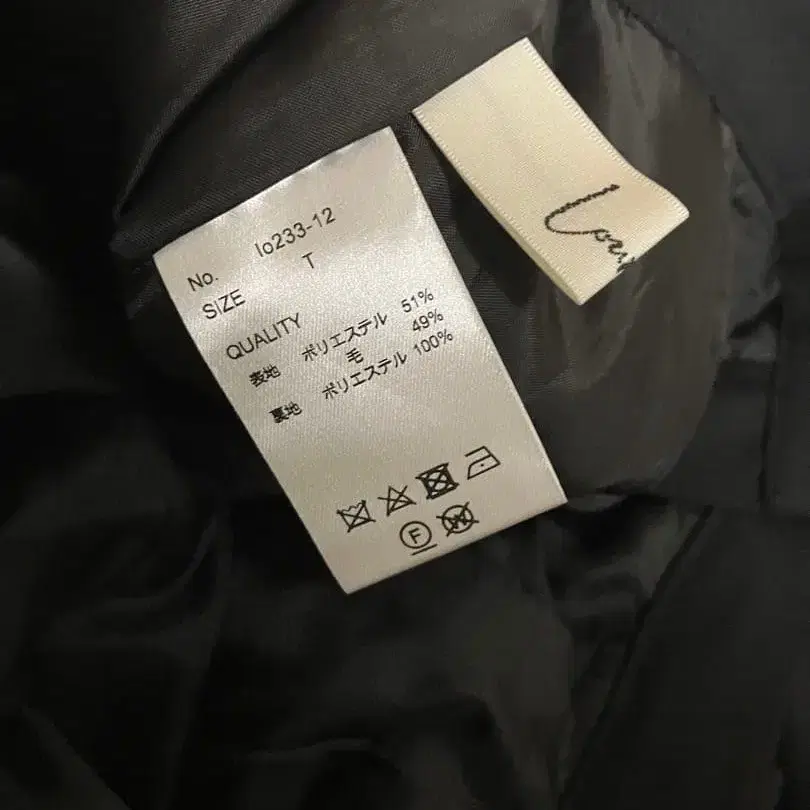 No. lo233-12
SIZE T
QUALITY
表地 ポリエステル 51%
毛 49%
裏地 ポリエステル 100%
F
W